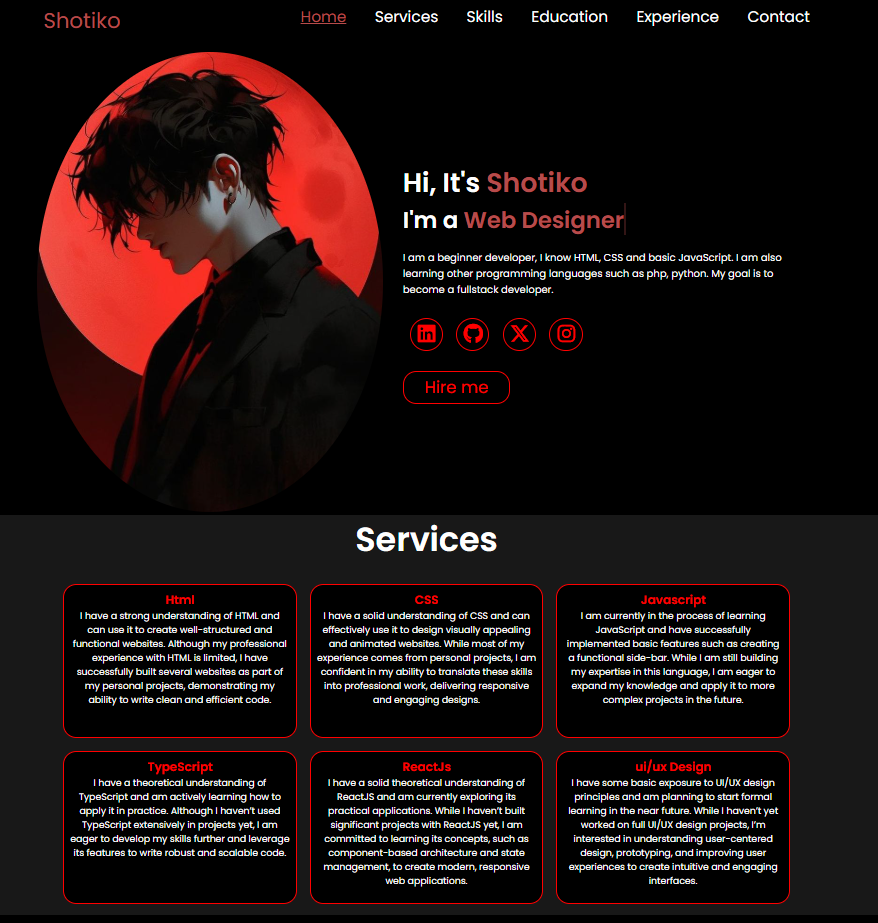 Shotiko
Home Services Skills Education Experience Contact
Hi, It's Shotiko
I'm a Web Designer
I am a beginner developer, I know HTML, CSS and basic JavaScript. I am also
learning other programming languages such as php, python. My goal is to
become a fullstack developer.
Hire me
Services
Html
I have a strong understanding of HTML and
can use it to create well-structured and
functional websites. Although my professional
experience with HTML is limited, I have
successfully built several websites as part of
my personal projects, demonstrating my
ability to write clean and efficient code.
CSS
I have a solid understanding of CSS and can
effectively use it to design visually appealing
and animated websites. While most of my
experience comes from personal projects, I am
confident in my ability to translate these skills
into professional work, delivering responsive
and engaging designs.
Javascript
I am currently in the process of learning
JavaScript and have successfully
implemented basic features such as creating
a functional side-bar. While I am still building
my expertise in this language, I am eager to
expand my knowledge and apply it to more
complex projects in the future.
TypeScript
I have a theoretical understanding of
TypeScript and am actively learning how to
apply it in practice. Although I haven't used
TypeScript extensively in projects yet, I am
eager to develop my skills further and leverage
its features to write robust and scalable code.
ReactJs
I have a solid theoretical understanding of
ReactJS and am currently exploring its
practical applications. While I haven't built
significant projects with ReactJS yet, I am
committed to learning its concepts, such as
component-based architecture and state
management, to create modern, responsive
web applications.
ui/ux Design
I have some basic exposure to UI/UX design
principles and am planning to start formal
learning in the near future. While I haven't yet
worked on full UI/UX design projects, I'm
interested in understanding user-centered
design, prototyping, and improving user
experiences to create intuitive and engaging
interfaces.